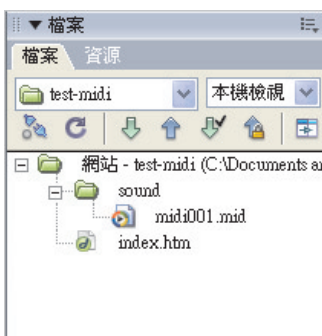 檔案
檔案 資源
test-midi 本機檢視
網站 - test-midi (C:\Documents
sound
midi001.mid
index.htm